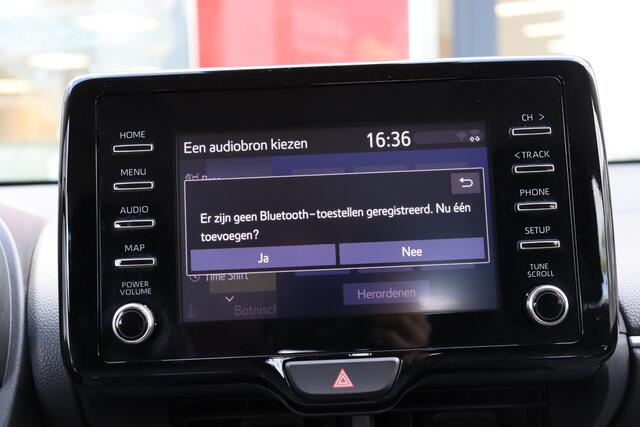 HOME
MENU
AUDIO
MAP
POWER
VOLUME
Een audiobron kiezen
16:36
Er zijn geen Bluetooth-toestellen geregistreerd. Nu één
toevoegen?
Ja
Nee
Time Shift
Herordenen
Botnisch
CH >
< TRACK
PHONE
SETUP
TUNE
SCROLL